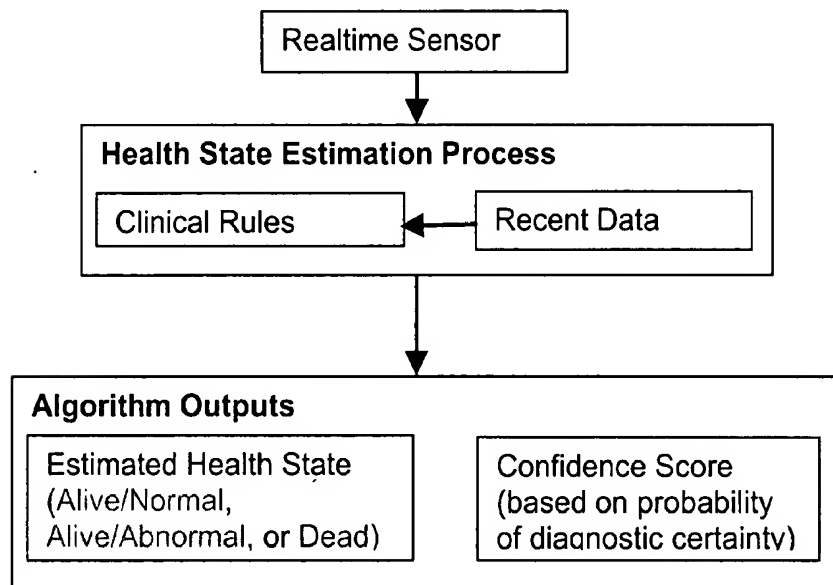 Realtime Sensor
Health State Estimation Process
Clinical Rules
Recent Data
Algorithm Outputs
Estimated Health State
(Alive/Normal,
Alive/Abnormal, or Dead)
Confidence Score
(based on probability
of diagnostic certainty)